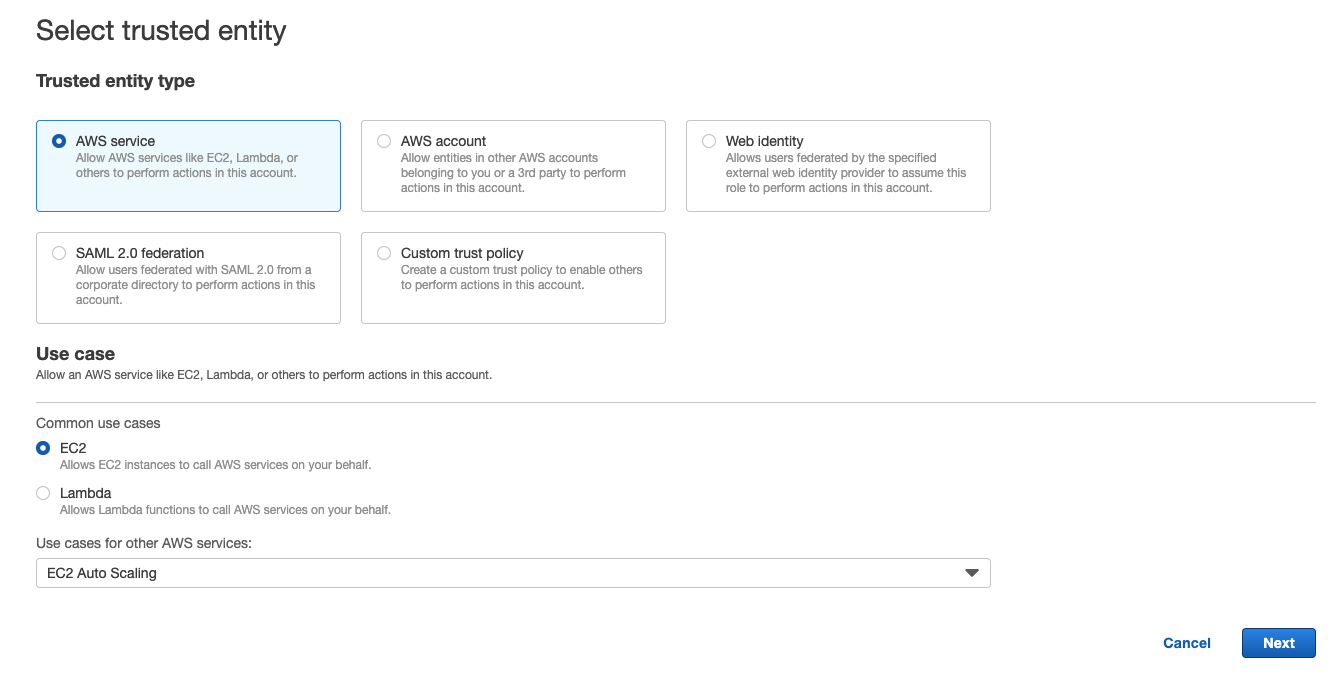 Select trusted entity
Trusted entity type
AWS service
Allow AWS services like EC2, Lambda, or
others to perform actions in this account.
AWS account
Allow entities in other AWS accounts
belonging to you or a 3rd party to perform
actions in this account.
Web identity
Allows users federated by the specified
external web identity provider to assume this
role to perform actions in this account.
SAML 2.0 federation
Allow users federated with SAML 2.0 from a
corporate directory to perform actions in this
account.
Custom trust policy
Create a custom trust policy to enable others
to perform actions in this account.
Use case
Allow an AWS service like EC2, Lambda, or others to perform actions in this account.
Common use cases
EC2
Allows EC2 instances to call AWS services on your behalf.
Lambda
Allows Lambda functions to call AWS services on your behalf.
Use cases for other AWS services:
EC2 Auto Scaling
Cancel
Next